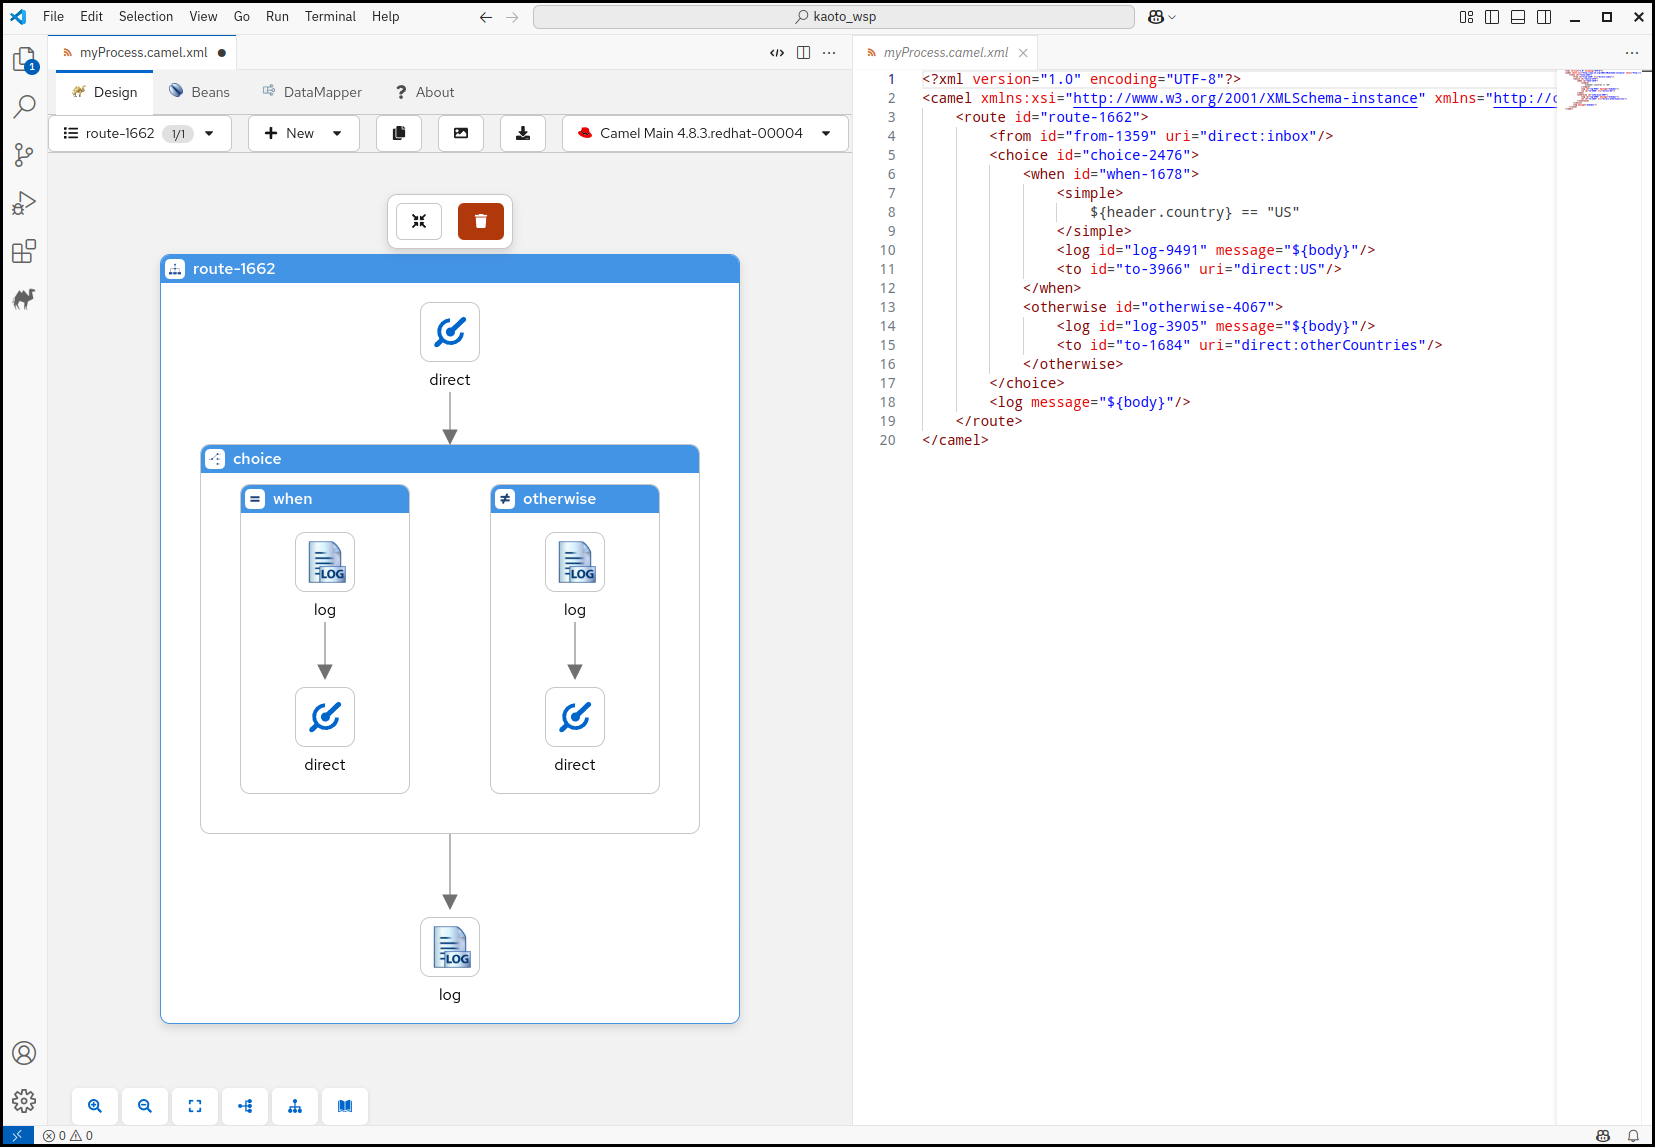 File Edit Selection View Go Run Terminal Help
kaoto_wsp
myProcess.camel.xml
Design Beans DataMapper ? About
route-1662 1/1 New Camel Main 4.8.3.redhat-00004
route-1662
direct
choice
when
otherwise
LOG
LOG
log
log
direct
direct
LOG
log
myProcess.camel.xml
1 <?xml version="1.0" encoding="UTF-8"?>
2 <camel xmlns:xsi="http://www.w3.org/2001/XMLSchema-instance" xmlns="http://c
3 <route id="route-1662">
4 <from id="from-1359" uri="direct:inbox"/>
5 <choice id="choice-2476">
6 <when id="when-1678">
7 <simple>
8 ${header.country} == "US"
9 </simple>
10 <log id="log-9491" message="${body}"/>
11 <to id="to-3966" uri="direct:US"/>
12 </when>
13 <otherwise id="otherwise-4067">
14 <log id="log-3905" message="${body}"/>
15 <to id="to-1684" uri="direct:otherCountries"/>
16 </otherwise>
17 </choice>
18 <log message="${body}"/>
19 </route>
20 </camel>
1
0 0